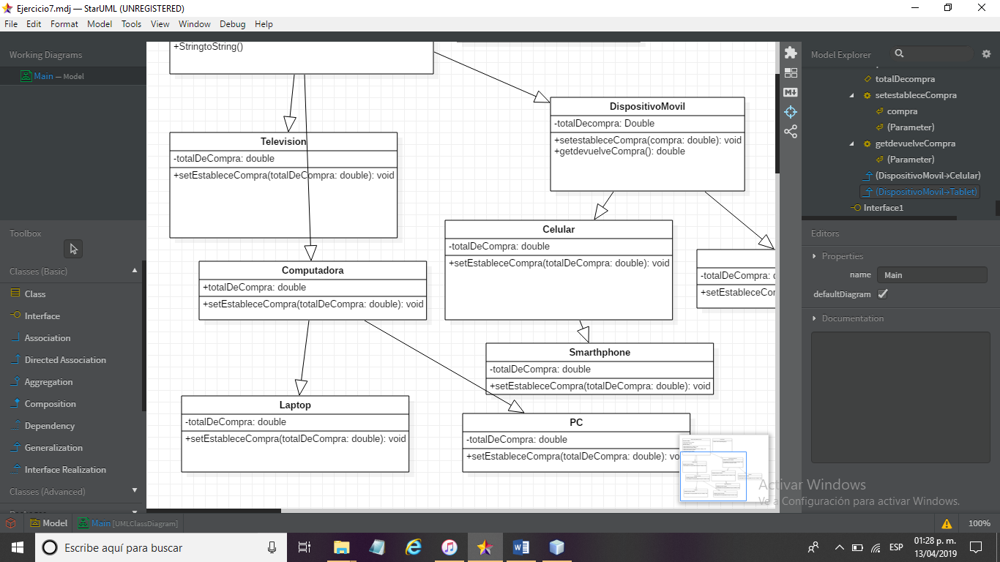 Ejercicio7.mdj — StarUML (UNREGISTERED)
File Edit Format Model Tools View Window Debug Help
Working Diagrams
Main — Model
Toolbox
Classes (Basic)
Class
Interface
Association
Directed Association
Aggregation
Composition
Dependency
Generalization
Interface Realization
Classes (Advanced)
+StringtoString()
Television
-totalDeCompra: double
+setEstableceCompra(totalDeCompra: double): void
DispositivoMovil
-totalDecompra: Double
+setestableceCompra(compra: double): void
+getdevuelveCompra(): double
Computadora
+totalDeCompra: double
+setEstableceCompra(totalDeCompra: double): void
Celular
-totalDeCompra: double
+setEstableceCompra(totalDeCompra: double): void
-totalDeCompra:
+setEstableceCor
Smarthphone
-totalDeCompra: double
+setEstableceCompra(totalDeCompra: double): void
Laptop
-totalDeCompra: double
+setEstableceCompra(totalDeCompra: double): void
PC
-totalDeCompra: double
+setEstableceCompra(totalDeCompra: double): vo
Model Explorer
totalDecompra
setestableceCompra
compra
(Parameter)
getdevuelveCompra
(Parameter)
(DispositivoMovil→Celular)
(DispositivoMovil→Tablet)
Interface1
Editors
Properties
name Main
defaultDiagram
Documentation
Activar Windows
Ve a Configuración para activar Windows.
Model Main [UMLClassDiagram]
100%
Escribe aquí para buscar
ESP
01:28 p. m.
13/04/2019